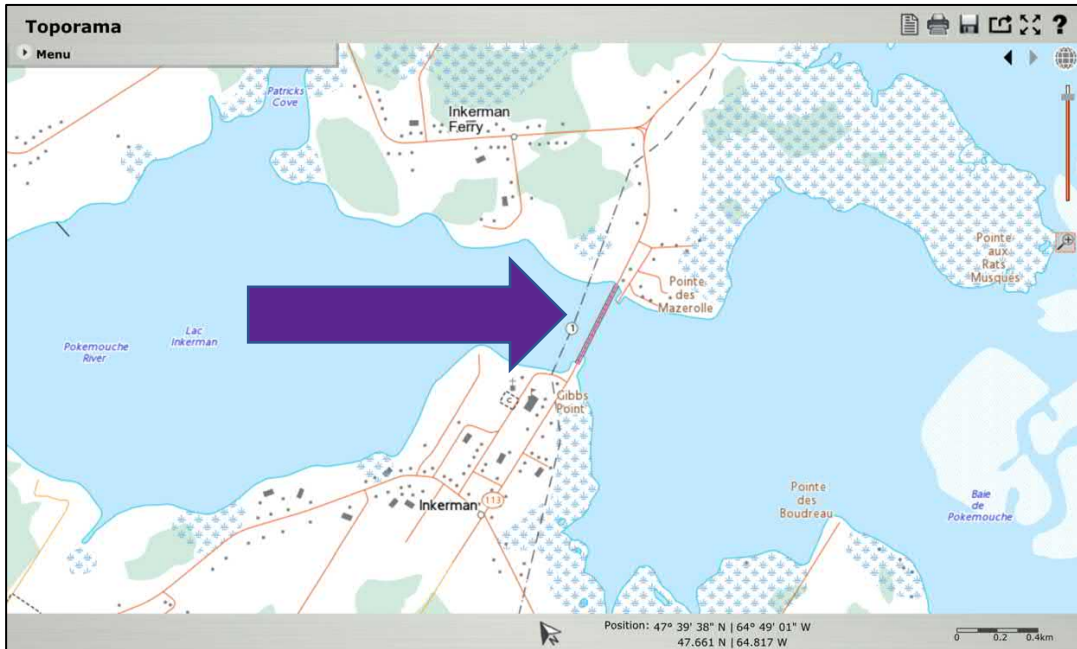 Toporama
?
Menu
Patricks
Cove
Inkerman
Ferry
Pointe
aux
Rats
Musqués
Pointe
des
Mazerolle
1
Lac
Inkerman
Pokemouche
River
C
Gibbs
Point
Pointe
des
Boudreau
Baie
de
Pokemouche
Inkerman
113
Position: 47° 39' 38" N | 64° 49' 01" W
47.661 N | 64.817 W
0 0.2 0.4km